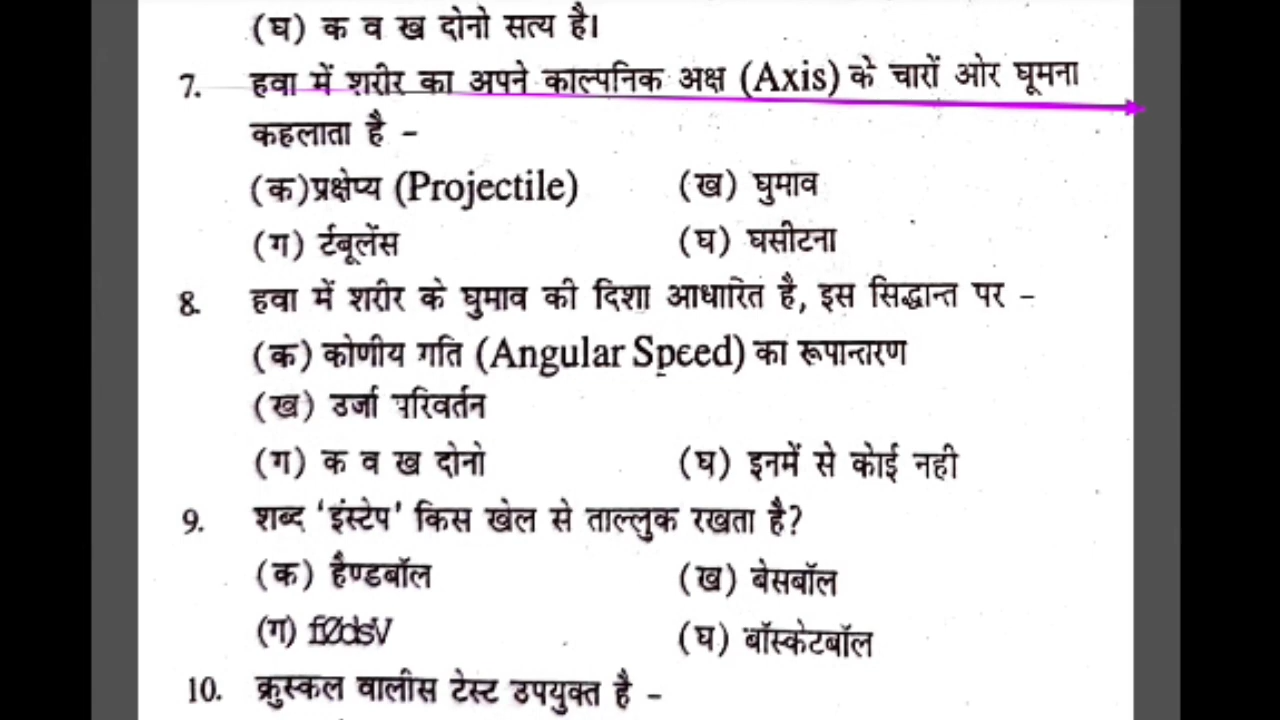 (घ) क व ख दोनो सत्य है।
7. हवा में शरीर का अपने काल्पनिक अक्ष (Axis) के चारों ओर घूमना
कहलाता है –
(क)प्रक्षेप्य (Projectile) (ख) घुमाव
(ग) र्टबूलेंस (घ) घसीटना
8. हवा में शरीर के घुमाव की दिशा आधारित है, इस सिद्धान्त पर –
(क) कोणीय गति (Angular Speed) का रूपान्तरण
(ख) उर्जा परिवर्तन
(ग) क व ख दोनो (घ) इनमें से कोई नही
9. शब्द 'इंस्टेप' किस खेल से ताल्लुक रखता है?
(क) हैण्डबॉल (ख) बेसबॉल
(ग) fØdsV (घ) बॉस्केटबॉल
10. क्रुस्कल वालीस टेस्ट उपयुक्त है –